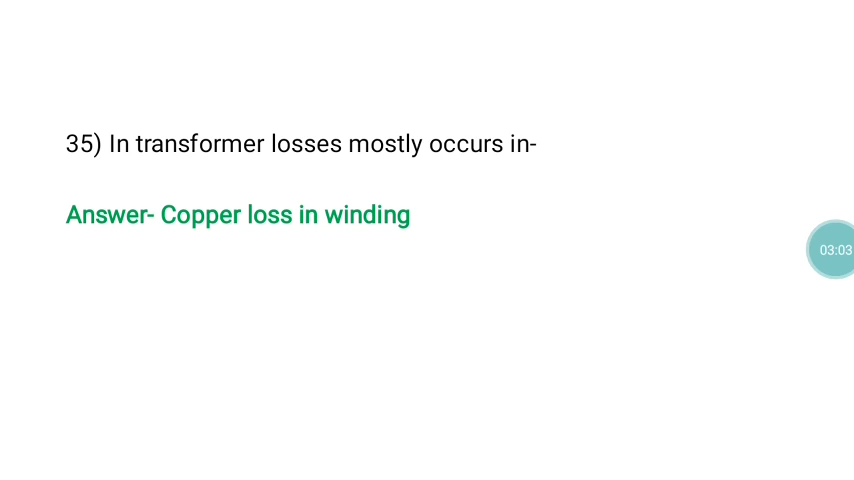 35) In transformer losses mostly occurs in-
Answer- Copper loss in winding
03:03